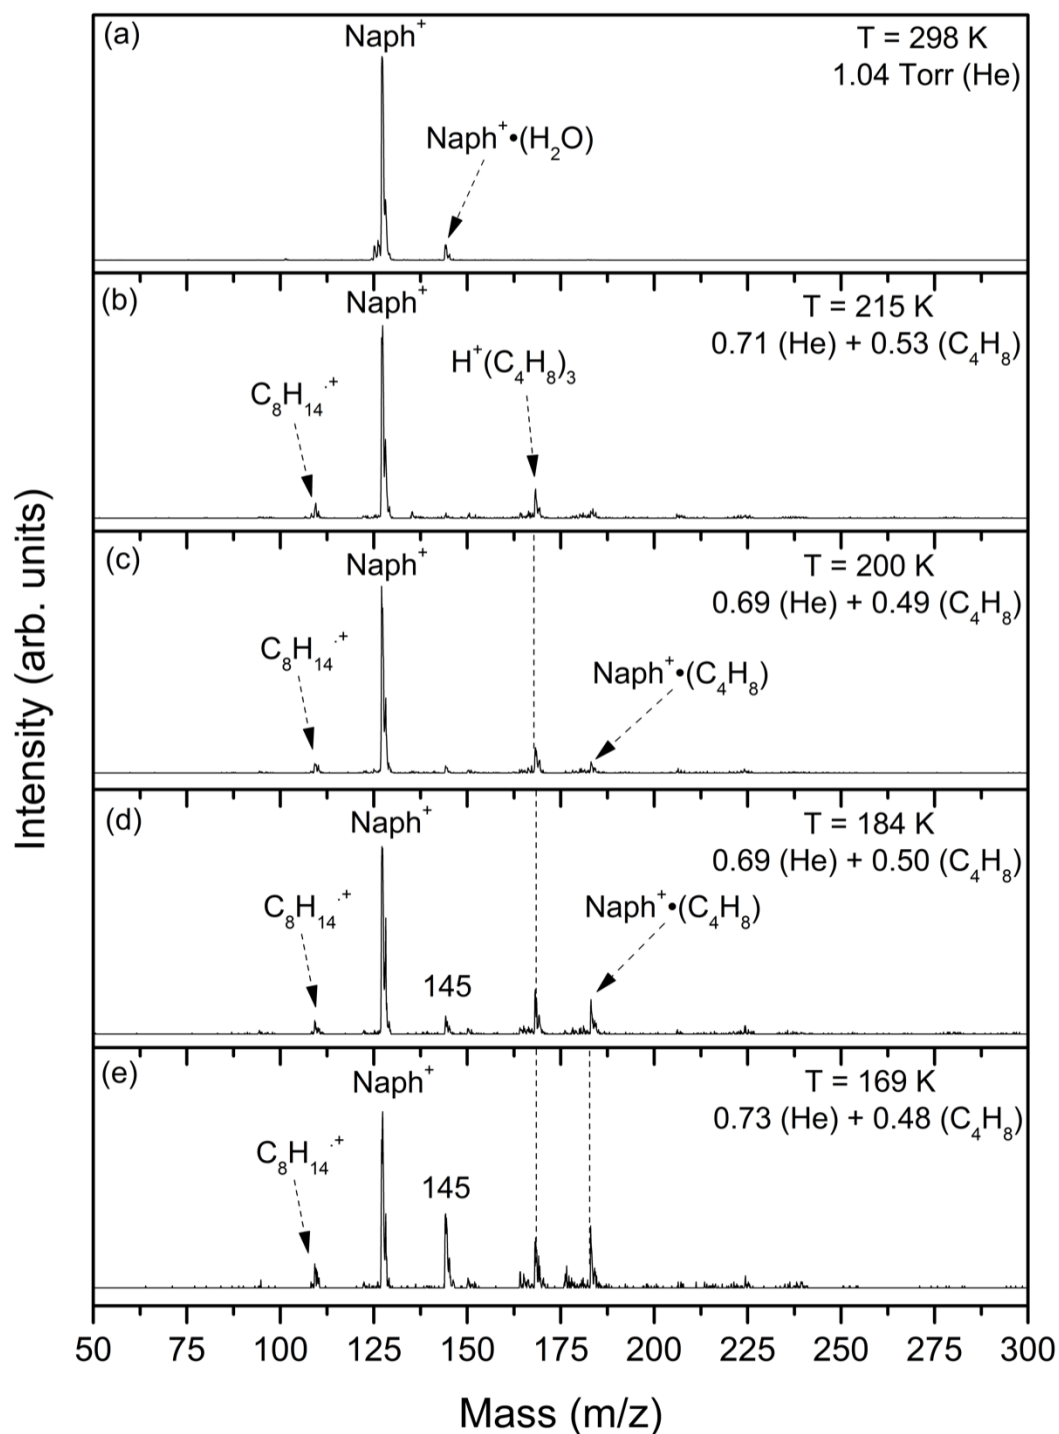 (a)
Naph⁺
T = 298 K
1.04 Torr (He)
Naph⁺•(H₂O)
(b)
Naph⁺
T = 215 K
0.71 (He) + 0.53 (C₄H₈)
H⁺(C₄H₈)₃
C₈H₁₄·⁺
(c)
Naph⁺
T = 200 K
0.69 (He) + 0.49 (C₄H₈)
C₈H₁₄·⁺
Naph⁺•(C₄H₈)
(d)
Naph⁺
T = 184 K
0.69 (He) + 0.50 (C₄H₈)
C₈H₁₄·⁺
Naph⁺•(C₄H₈)
145
(e)
Naph⁺
T = 169 K
0.73 (He) + 0.48 (C₄H₈)
C₈H₁₄·⁺
145
Intensity (arb. units)
50 75 100 125 150 175 200 225 250 275 300
Mass (m/z)